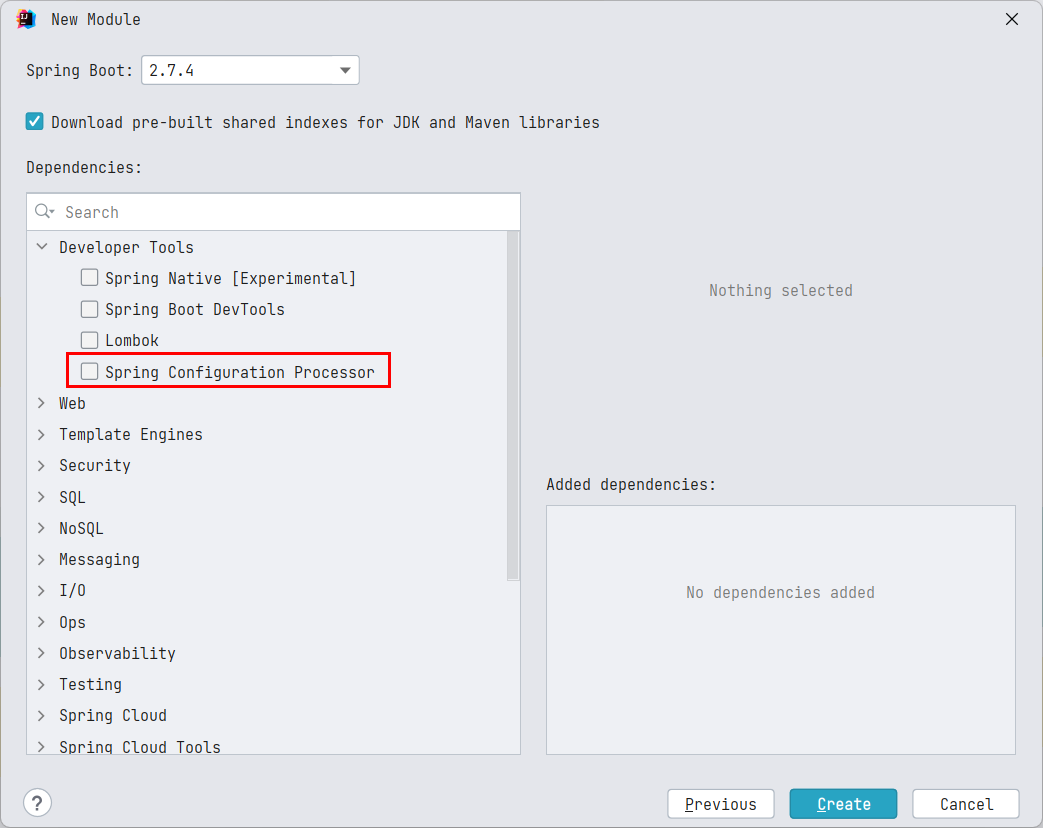 New Module
Spring Boot: 2.7.4
Download pre-built shared indexes for JDK and Maven libraries
Dependencies:
Search
Developer Tools
Spring Native [Experimental]
Spring Boot DevTools
Lombok
Spring Configuration Processor
Web
Template Engines
Security
SQL
NoSQL
Messaging
I/O
Ops
Observability
Testing
Spring Cloud
Spring Cloud Tools
Nothing selected
Added dependencies:
No dependencies added
?
Previous
Create
Cancel